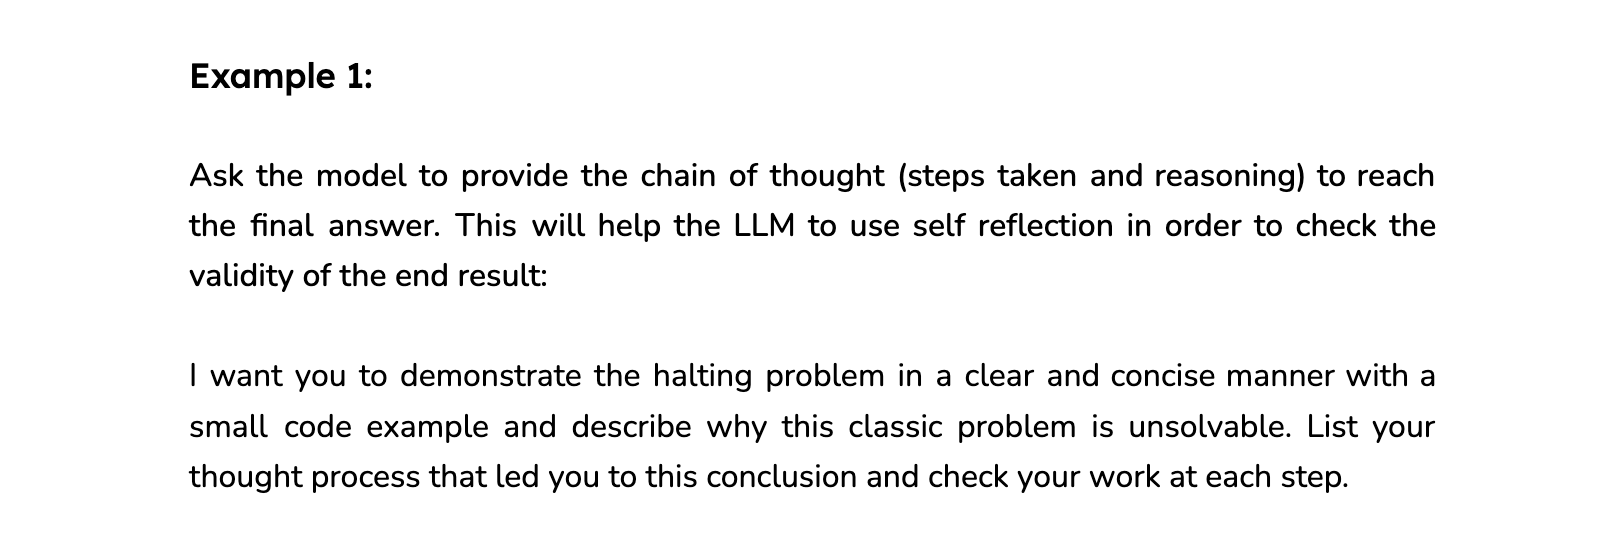 Example 1:
Ask the model to provide the chain of thought (steps taken and reasoning) to reach
the final answer. This will help the LLM to use self reflection in order to check the
validity of the end result:
I want you to demonstrate the halting problem in a clear and concise manner with a
small code example and describe why this classic problem is unsolvable. List your
thought process that led you to this conclusion and check your work at each step.